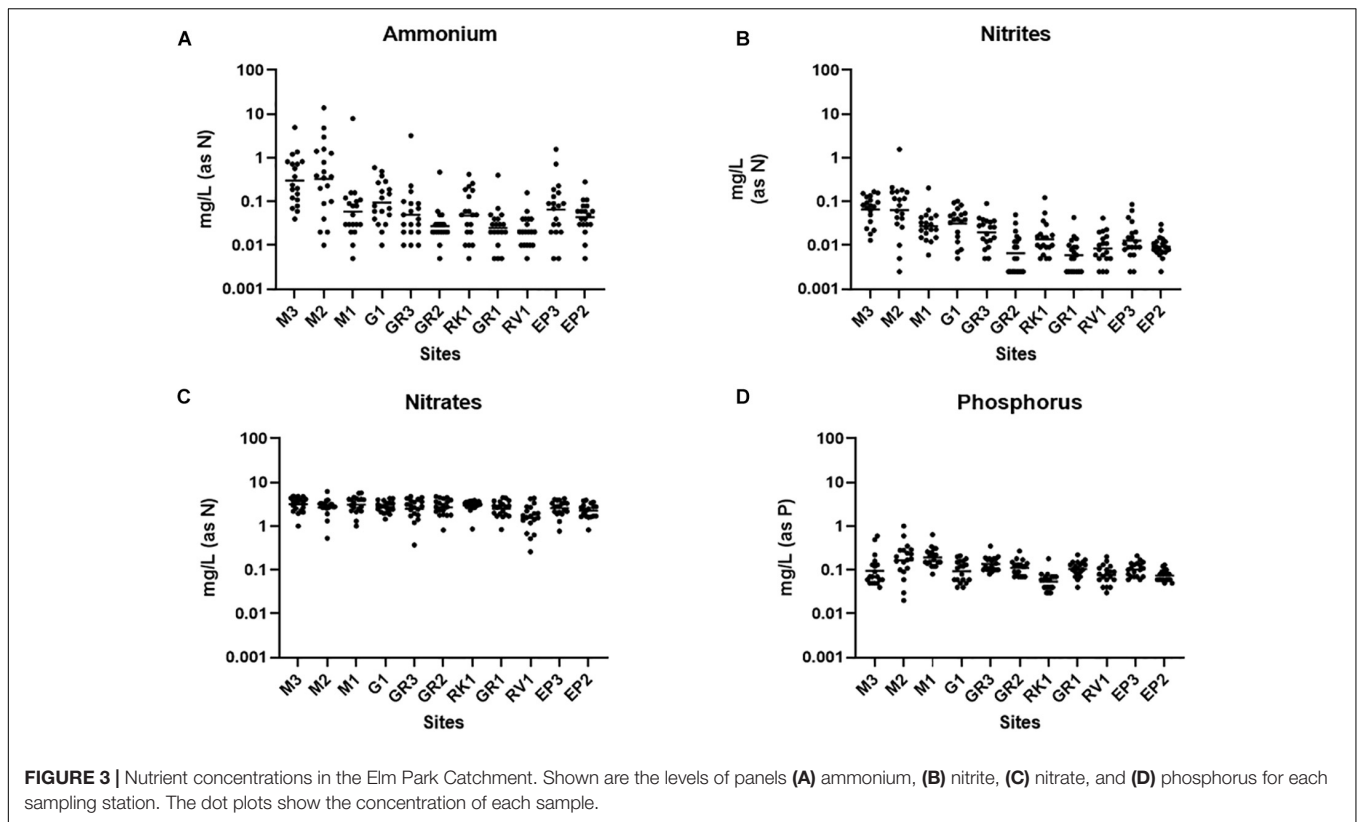 A
Ammonium
100
10
1
0.1
0.01
0.001
mg/L (as N)
M3 M2 M1 G1 GR3 GR2 RK1 GR1 RV1 EP3 EP2
Sites
B
Nitrites
100
10
1
0.1
0.01
0.001
mg/L
(as N)
M3 M2 M1 G1 GR3 GR2 RK1 GR1 RV1 EP3 EP2
Sites
C
Nitrates
100
10
1
0.1
0.01
0.001
mg/L (as N)
M3 M2 M1 G1 GR3 GR2 RK1 GR1 RV1 EP3 EP2
Sites
D
Phosphorus
100
10
1
0.1
0.01
0.001
mg/L (as P)
M3 M2 M1 G1 GR3 GR2 RK1 GR1 RV1 EP3 EP2
Sites
FIGURE 3 | Nutrient concentrations in the Elm Park Catchment. Shown are the levels of panels (A) ammonium, (B) nitrite, (C) nitrate, and (D) phosphorus for each
sampling station. The dot plots show the concentration of each sample.